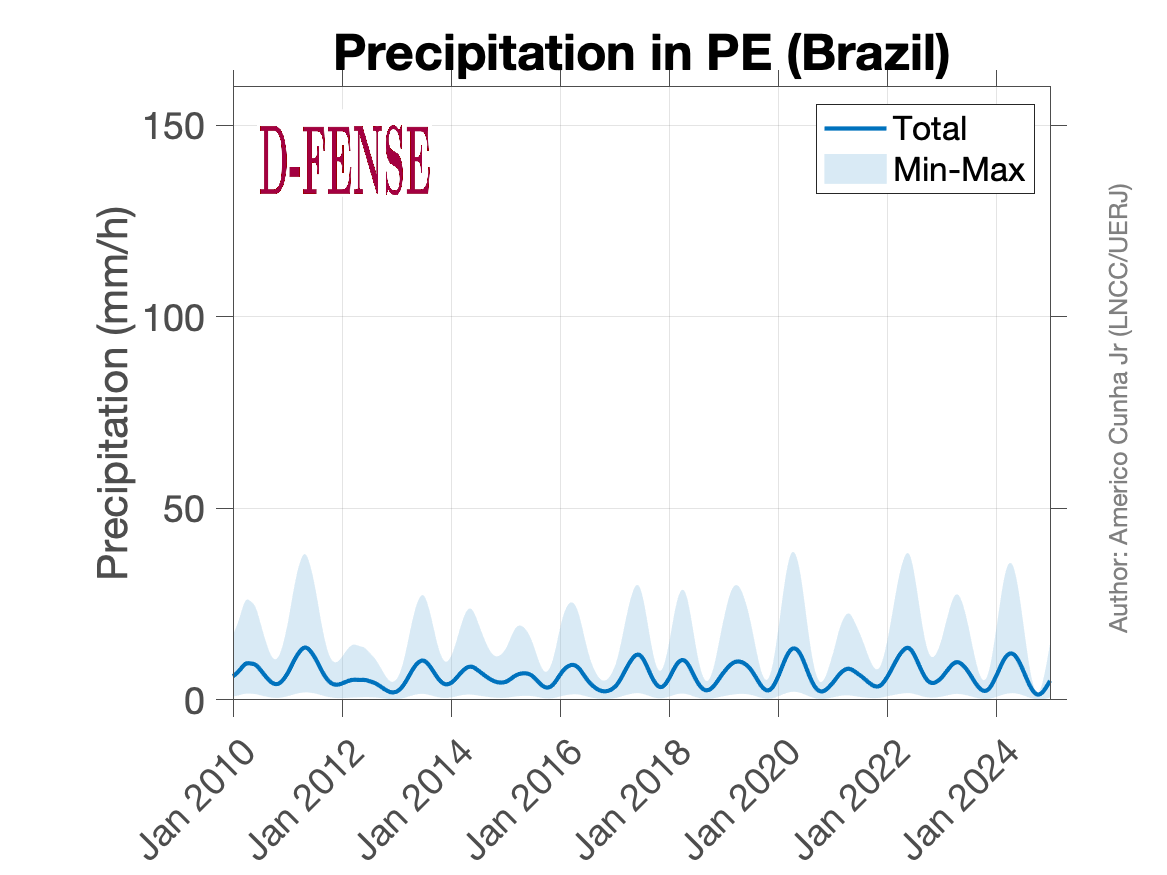 Precipitation in PE (Brazil)
D-FENSE
Total
Min-Max
Precipitation (mm/h)
150
100
50
0
Jan 2010
Jan 2012
Jan 2014
Jan 2016
Jan 2018
Jan 2020
Jan 2022
Jan 2024
Author: Americo Cunha Jr (LNCC/UERJ)